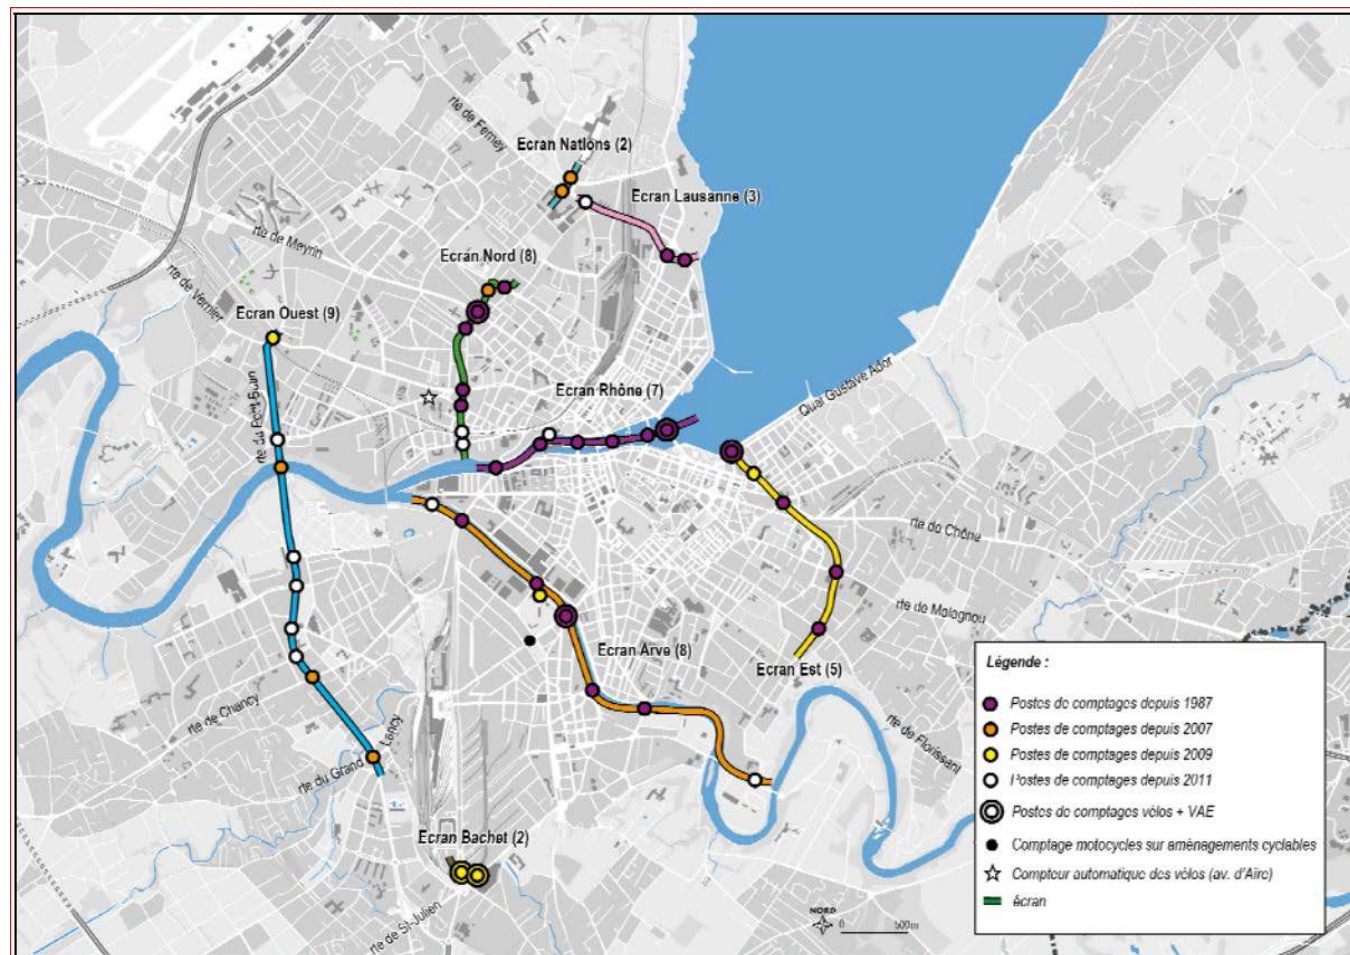 rte de Ferney
Ecran Nations (2)
Ecran Lausanne (3)
rte de Meyrin
Ecran Nord (8)
rte de Vernier
Ecran Ouest (9)
Ecran Rhône (7)
Quai Gustave Ador
rte du Pont Butin
rte de Chêne
rte de Malagnou
Ecran Arve (8)
Ecran Est (5)
rte de Chancy
rte du Grand Lancy
rte de Florissant
Ecran Bachet (2)
rte de St-Julien
NORD
0 500m
Légende :
Postes de comptages depuis 1987
Postes de comptages depuis 2007
Postes de comptages depuis 2009
Postes de comptages depuis 2011
Postes de comptages vélos + VAE
Comptage motocycles sur aménagements cyclables
Compteur automatique des vélos (av. d'Aïre)
écran